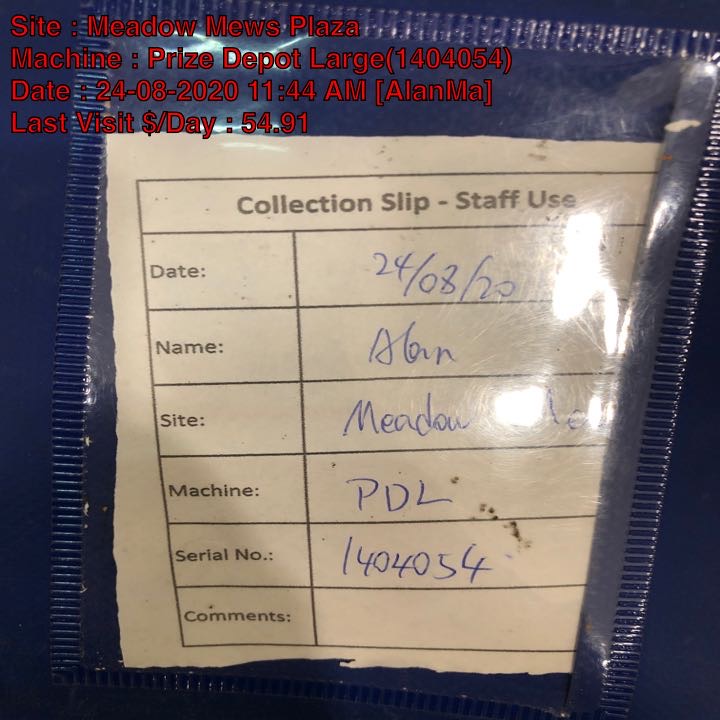 Site : Meadow Mews Plaza
Machine : Prize Depot Large(1404054)
Date : 24-08-2020 11:44 AM [AlanMa]
Last Visit $/Day : 54.91
Collection Slip - Staff Use
Date: 24/08/20
Name: Alan
Site: Meadow
Machine: PDL
Serial No.: 1404054
Comments: